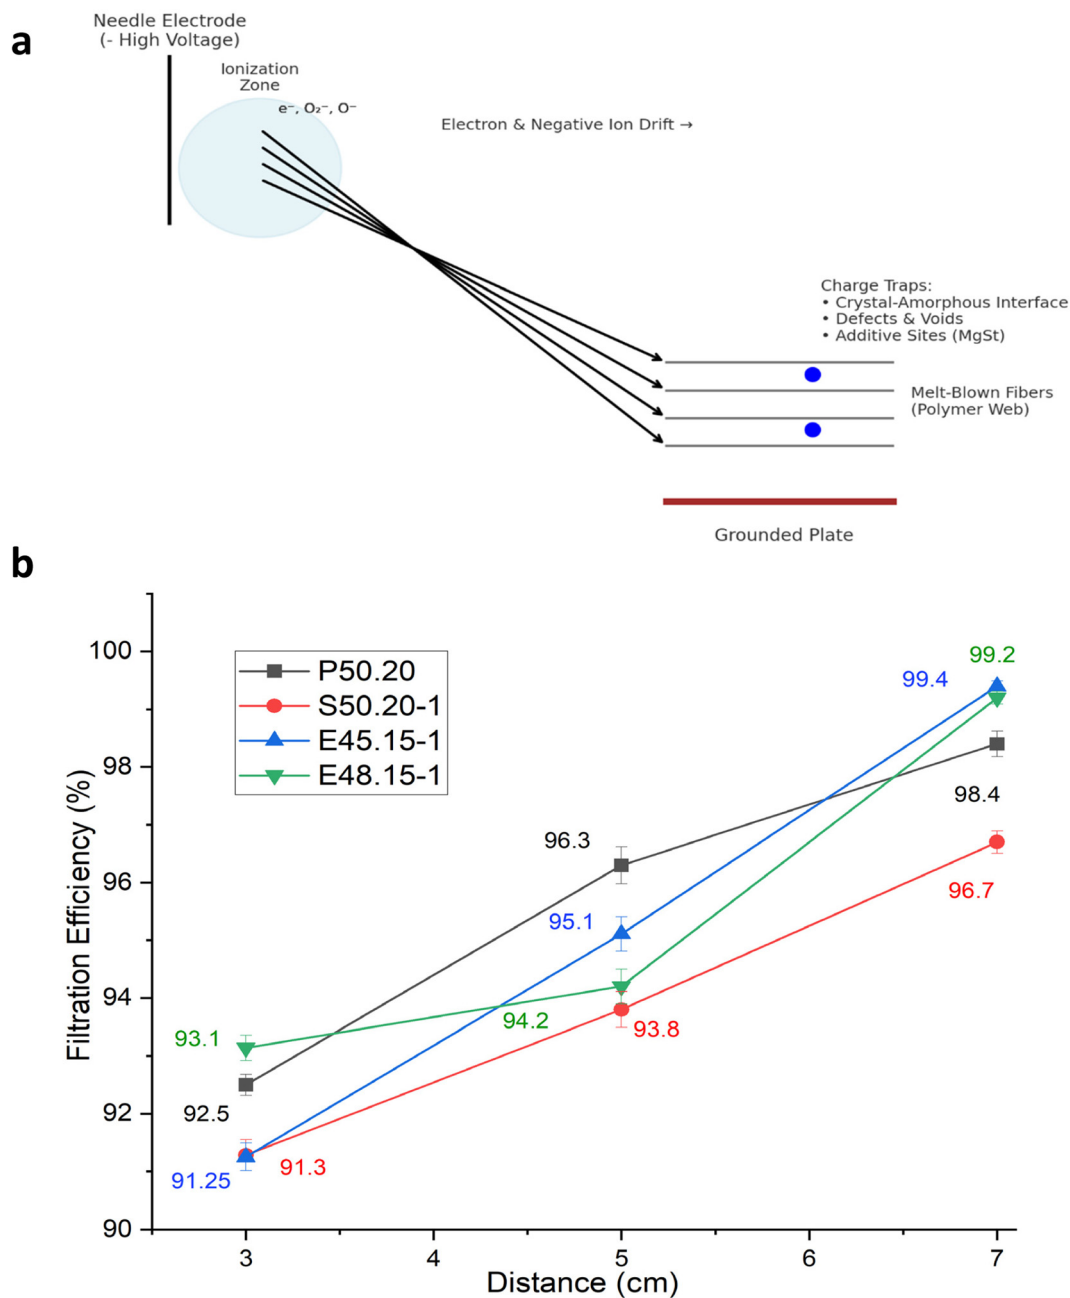 a
Needle Electrode
(- High Voltage)
Ionization
Zone
e⁻, O₂⁻, O⁻
Electron & Negative Ion Drift →
Charge Traps:
• Crystal-Amorphous Interface
• Defects & Voids
• Additive Sites (MgSt)
Melt-Blown Fibers
(Polymer Web)
Grounded Plate
b
Filtration Efficiency (%)
100
98
96
94
92
90
P50.20
S50.20-1
E45.15-1
E48.15-1
99.2
99.4
98.4
96.7
96.3
95.1
94.2
93.8
93.1
92.5
91.25
91.3
3
4
5
6
7
Distance (cm)